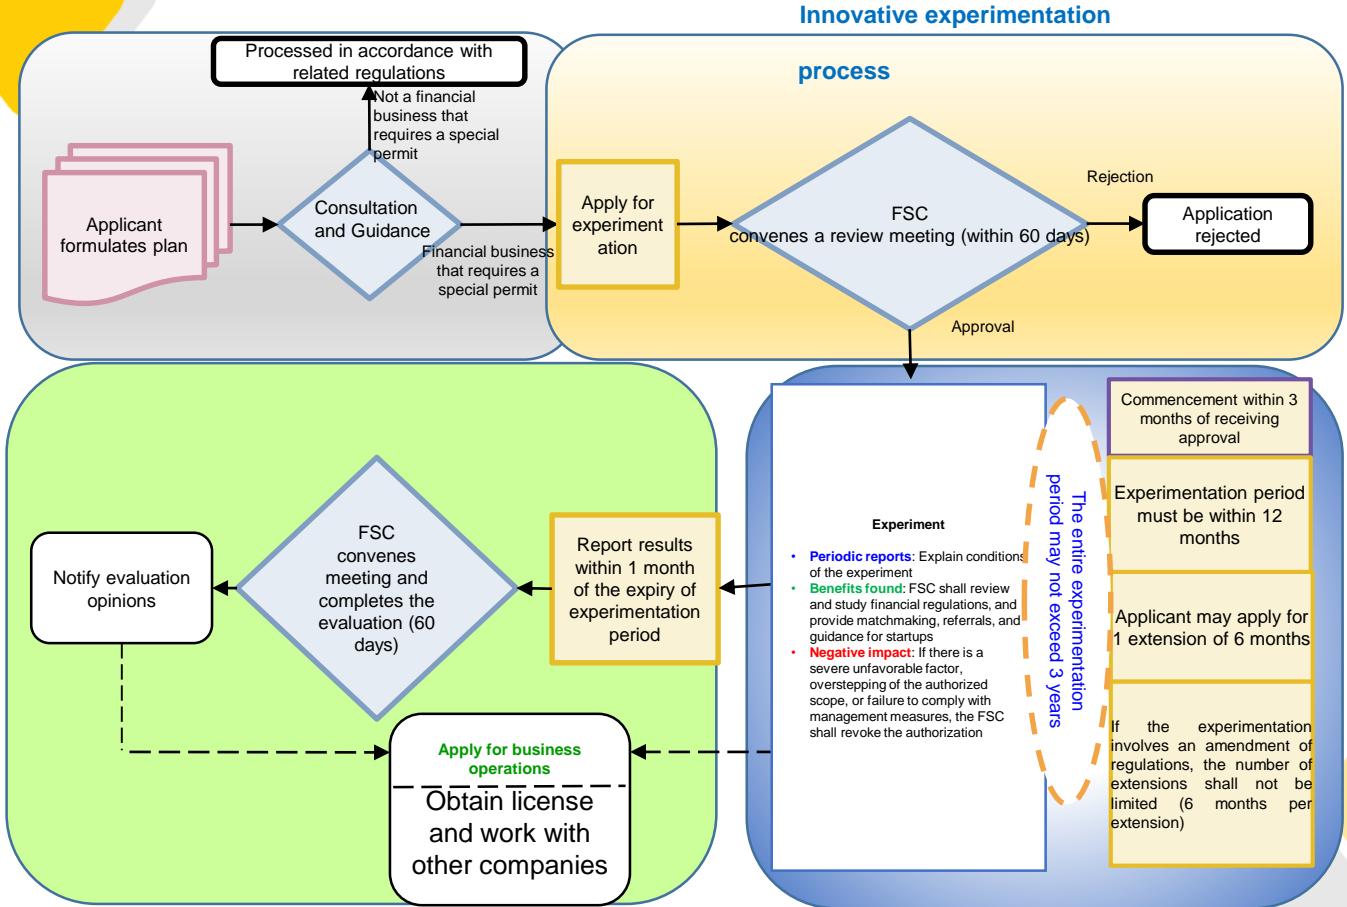 Innovative experimentation
process
Processed in accordance with
related regulations
Not a financial
business that
requires a special
permit
Applicant
formulates plan
Consultation
and Guidance
Financial business
that requires a
special permit
Apply for
experiment
ation
FSC
convenes a review meeting (within 60 days)
Rejection
Application
rejected
Approval
Experiment
• Periodic reports: Explain conditions
of the experiment
• Benefits found: FSC shall review
and study financial regulations, and
provide matchmaking, referrals, and
guidance for startups
• Negative impact: If there is a
severe unfavorable factor,
overstepping of the authorized
scope, or failure to comply with
management measures, the FSC
shall revoke the authorization
The entire experimentation
period may not exceed 3 years
Commencement within 3
months of receiving
approval
Experimentation period
must be within 12
months
Applicant may apply for
1 extension of 6 months
If the experimentation
involves an amendment of
regulations, the number of
extensions shall not be
limited (6 months per
extension)
Report results
within 1 month
of the expiry of
experimentation
period
FSC
convenes
meeting and
completes the
evaluation (60
days)
Notify evaluation
opinions
Apply for business
operations
Obtain license
and work with
other companies